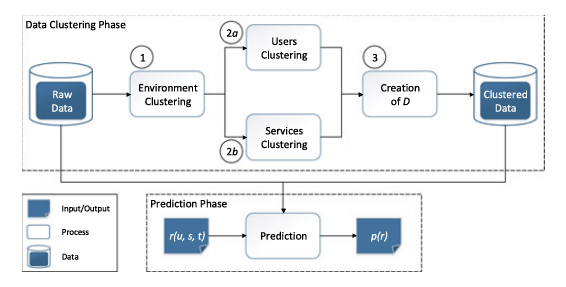 Data Clustering Phase
Raw
Data
1
Environment
Clustering
2a
Users
Clustering
2b
Services
Clustering
3
Creation
of D
Clustered
Data
Input/Output
Process
Data
Prediction Phase
r(u, s, t)
Prediction
p(r)